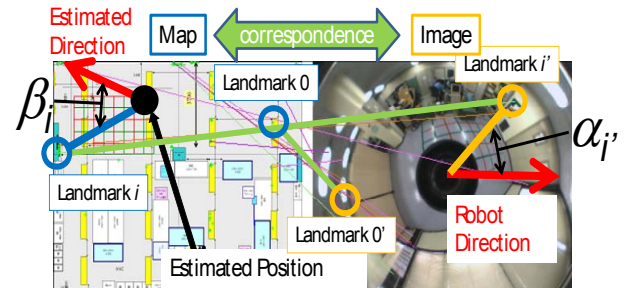 Estimated
Direction
Map
correspondence
Image
Landmark i'
Landmark 0
βi
αi'
Landmark i
Landmark 0'
Robot
Direction
Estimated Position